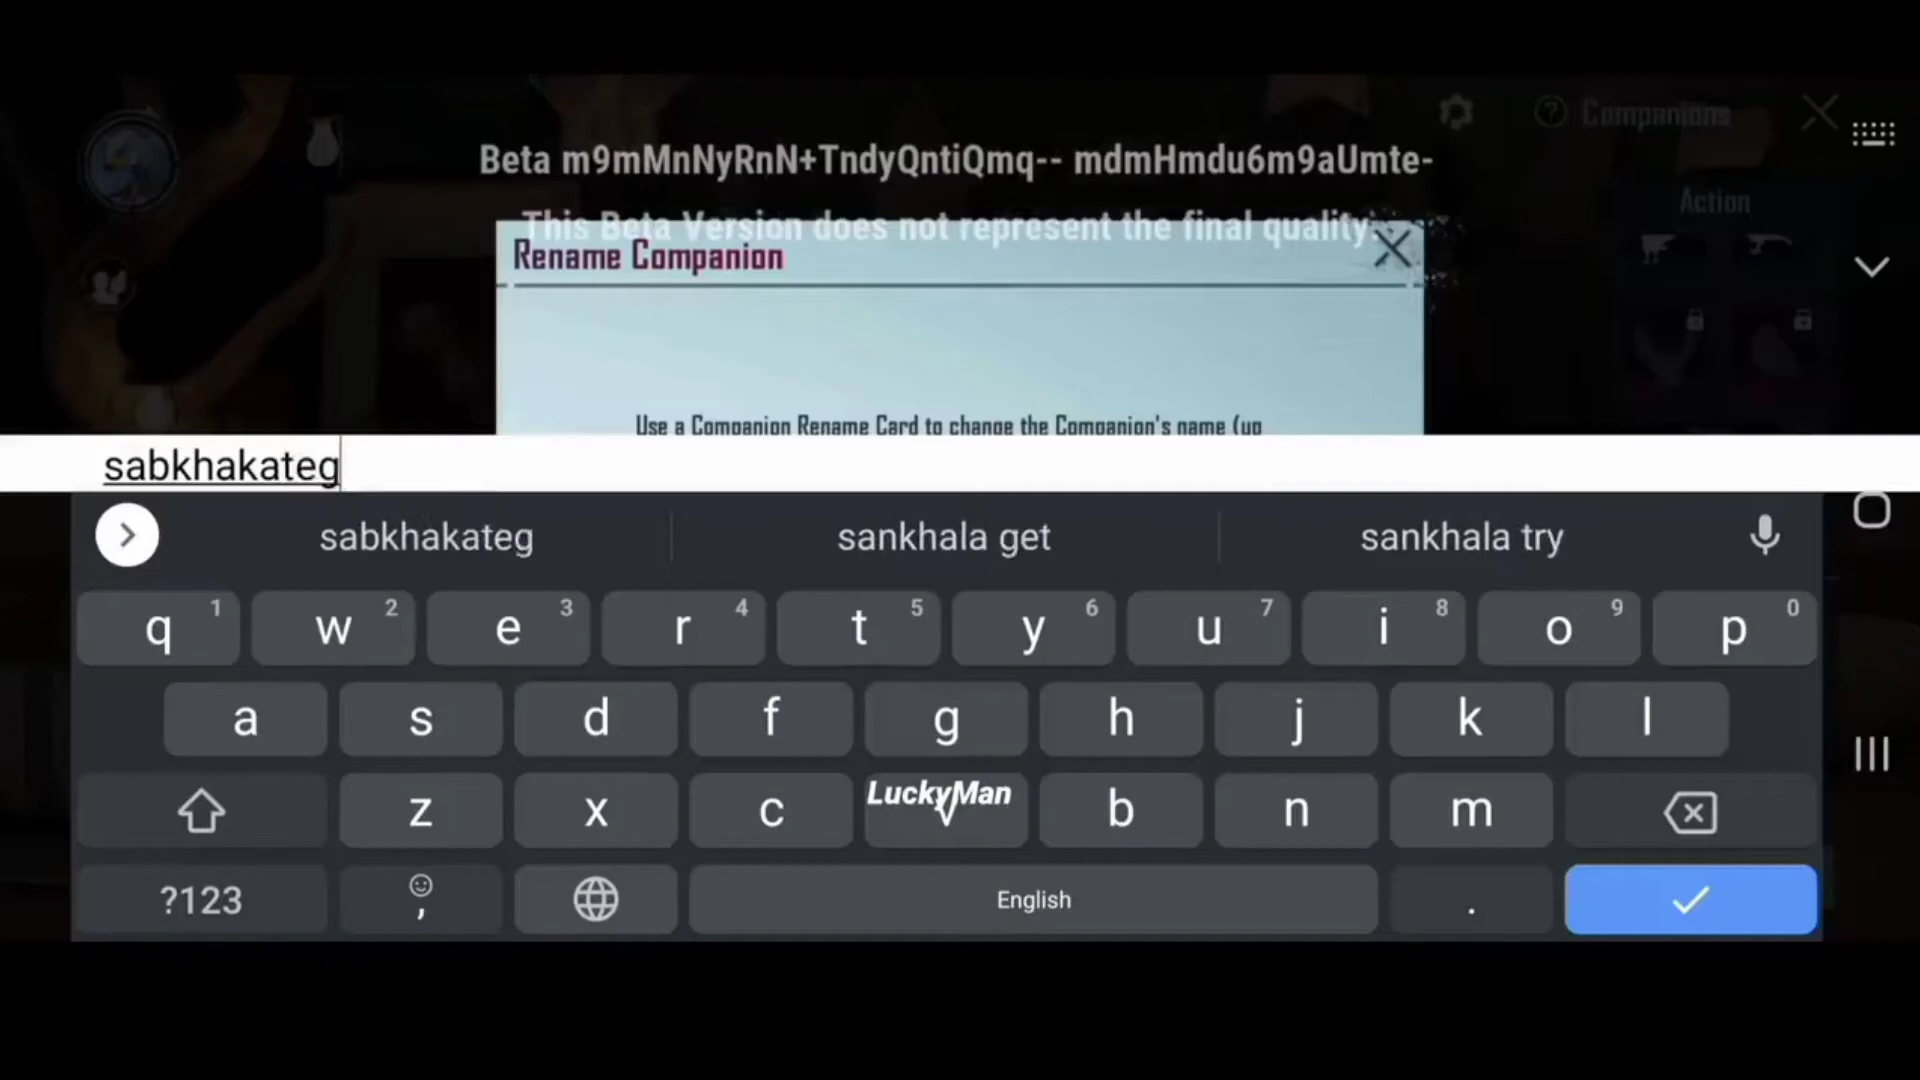 Companions
Beta m9mMnNyRnN+TndyQntiQmq-- mdmHmdu6m9aUmte-
Action
This Beta Version does not represent the final quality.
Rename Companion
Use a Companion Rename Card to change the Companion's name (up
sabkhakateg
sabkhakateg sankhala get sankhala try
q 1 w 2 e 3 r 4 t 5 y 6 u 7 i 8 o 9 p 0
a s d f g h j k l
z x c v b n m
LuckyMan
?123 , English .